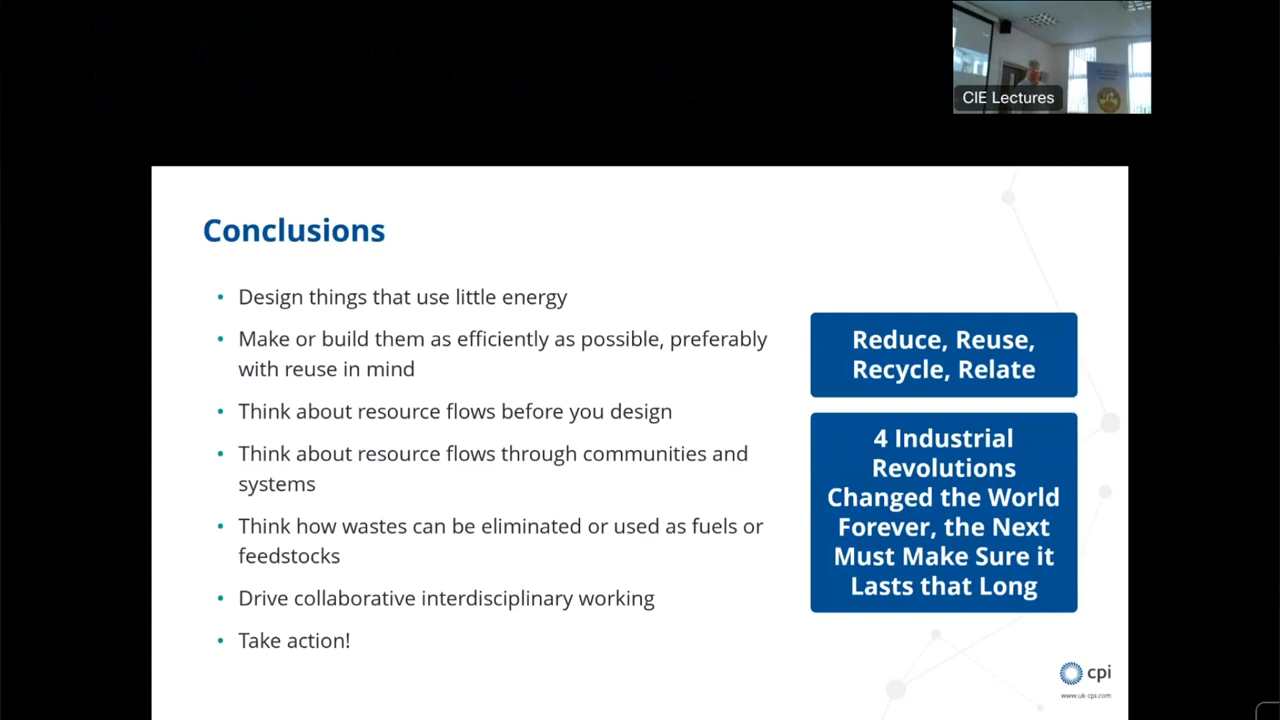 CIE Lectures
Conclusions
• Design things that use little energy
• Make or build them as efficiently as possible, preferably
with reuse in mind
• Think about resource flows before you design
• Think about resource flows through communities and
systems
• Think how wastes can be eliminated or used as fuels or
feedstocks
• Drive collaborative interdisciplinary working
• Take action!
Reduce, Reuse,
Recycle, Relate
4 Industrial
Revolutions
Changed the World
Forever, the Next
Must Make Sure it
Lasts that Long
cpi
www.uk-cpi.com